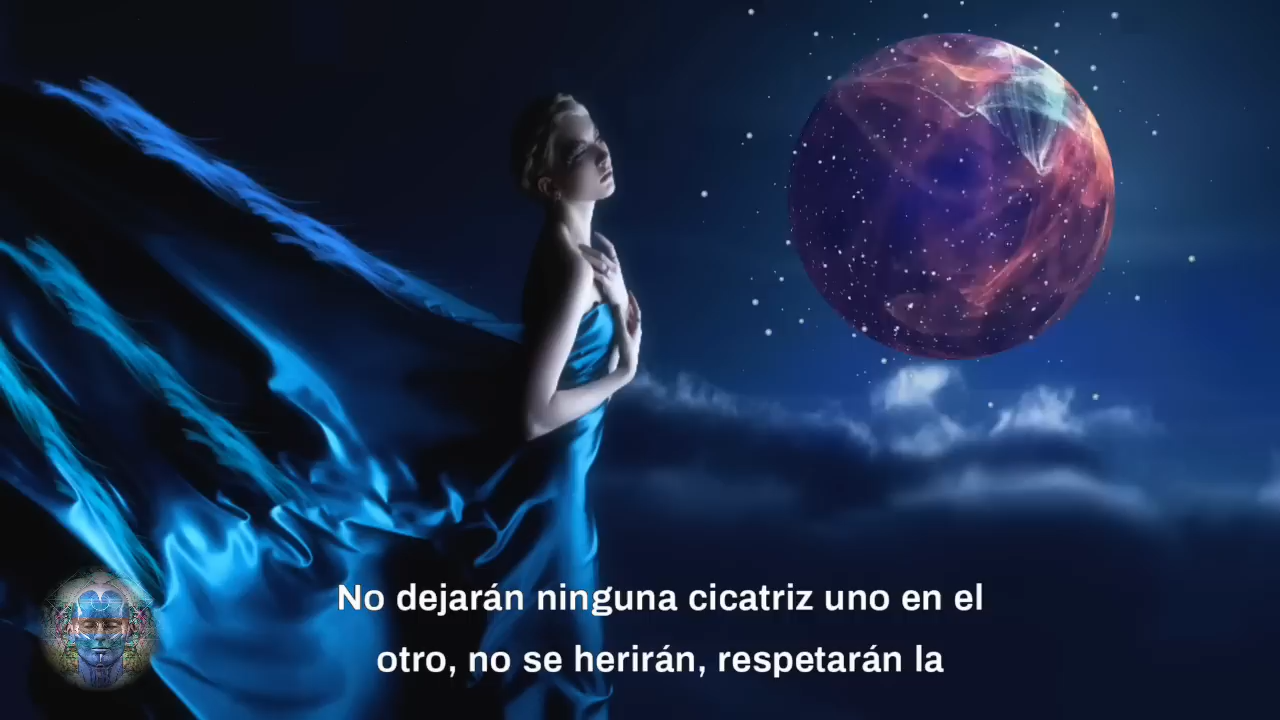 No dejarán ninguna cicatriz uno en el
otro, no se herirán, respetarán la